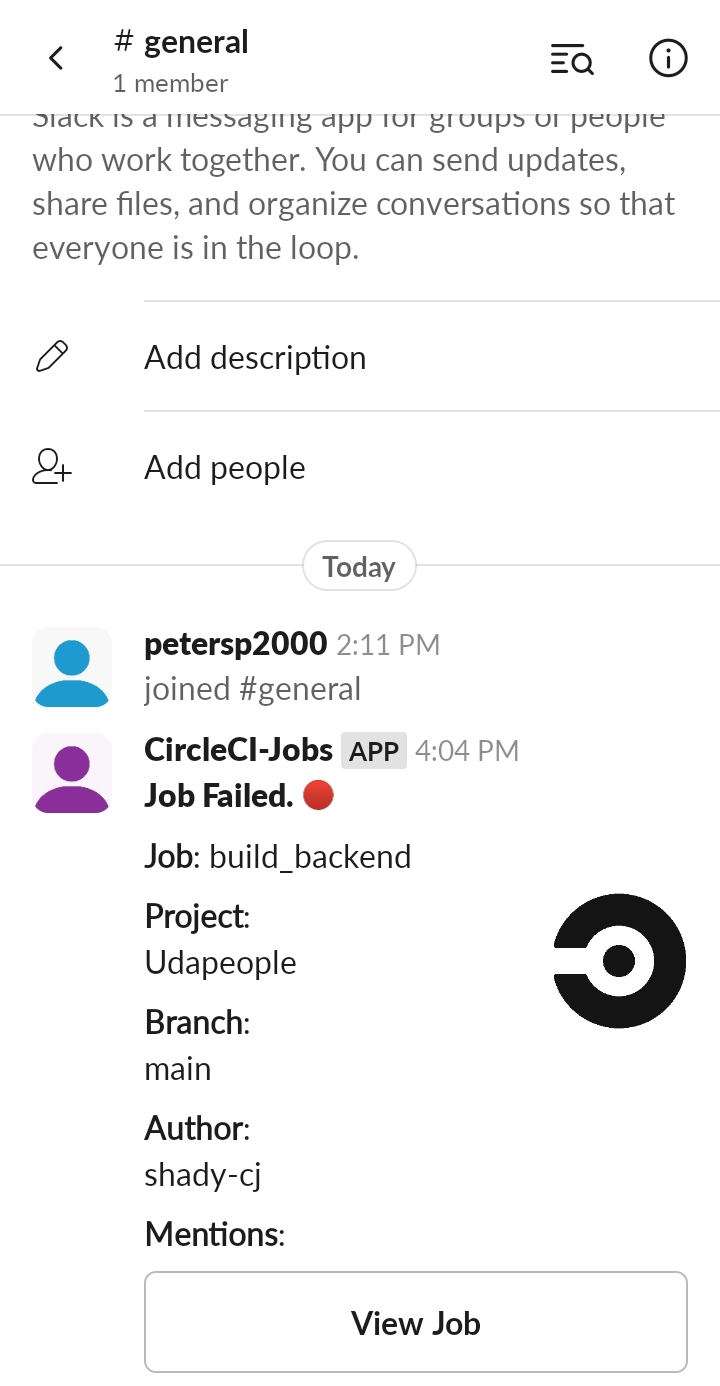 # general
1 member
Slack is a messaging app for groups of people
who work together. You can send updates,
share files, and organize conversations so that
everyone is in the loop.
Add description
Add people
Today
petersp2000 2:11 PM
joined #general
CircleCI-Jobs APP 4:04 PM
Job Failed. 🔴
Job: build_backend
Project:
Udapeople
Branch:
main
Author:
shady-cj
Mentions:
View Job